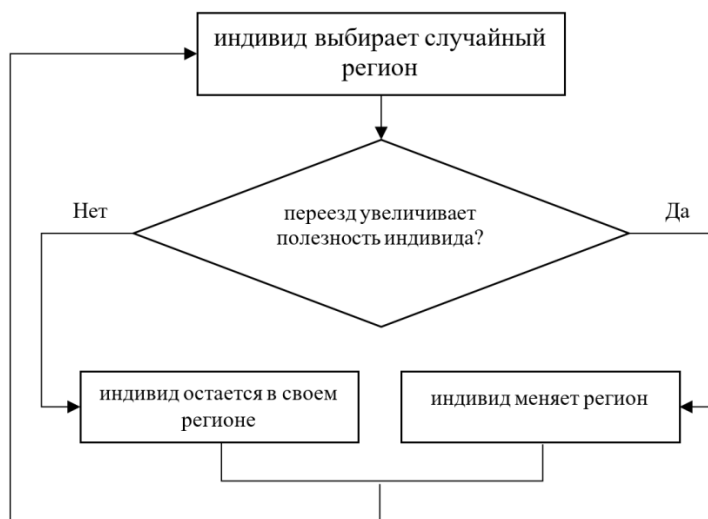 индивид выбирает случайный
регион
Нет
переезд увеличивает
полезность индивида?
Да
индивид остается в своем
регионе
индивид меняет регион